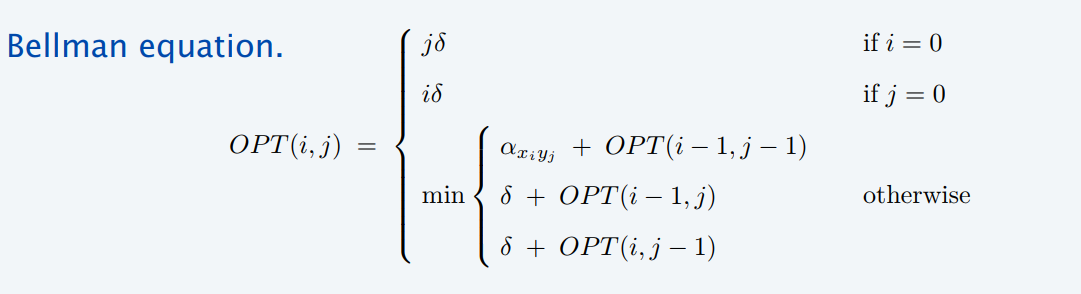 Bellman equation.
jδ if i = 0
iδ if j = 0
OPT(i, j) =
α_{x_i y_j} + OPT(i − 1, j − 1)
min δ + OPT(i − 1, j) otherwise
δ + OPT(i, j − 1)